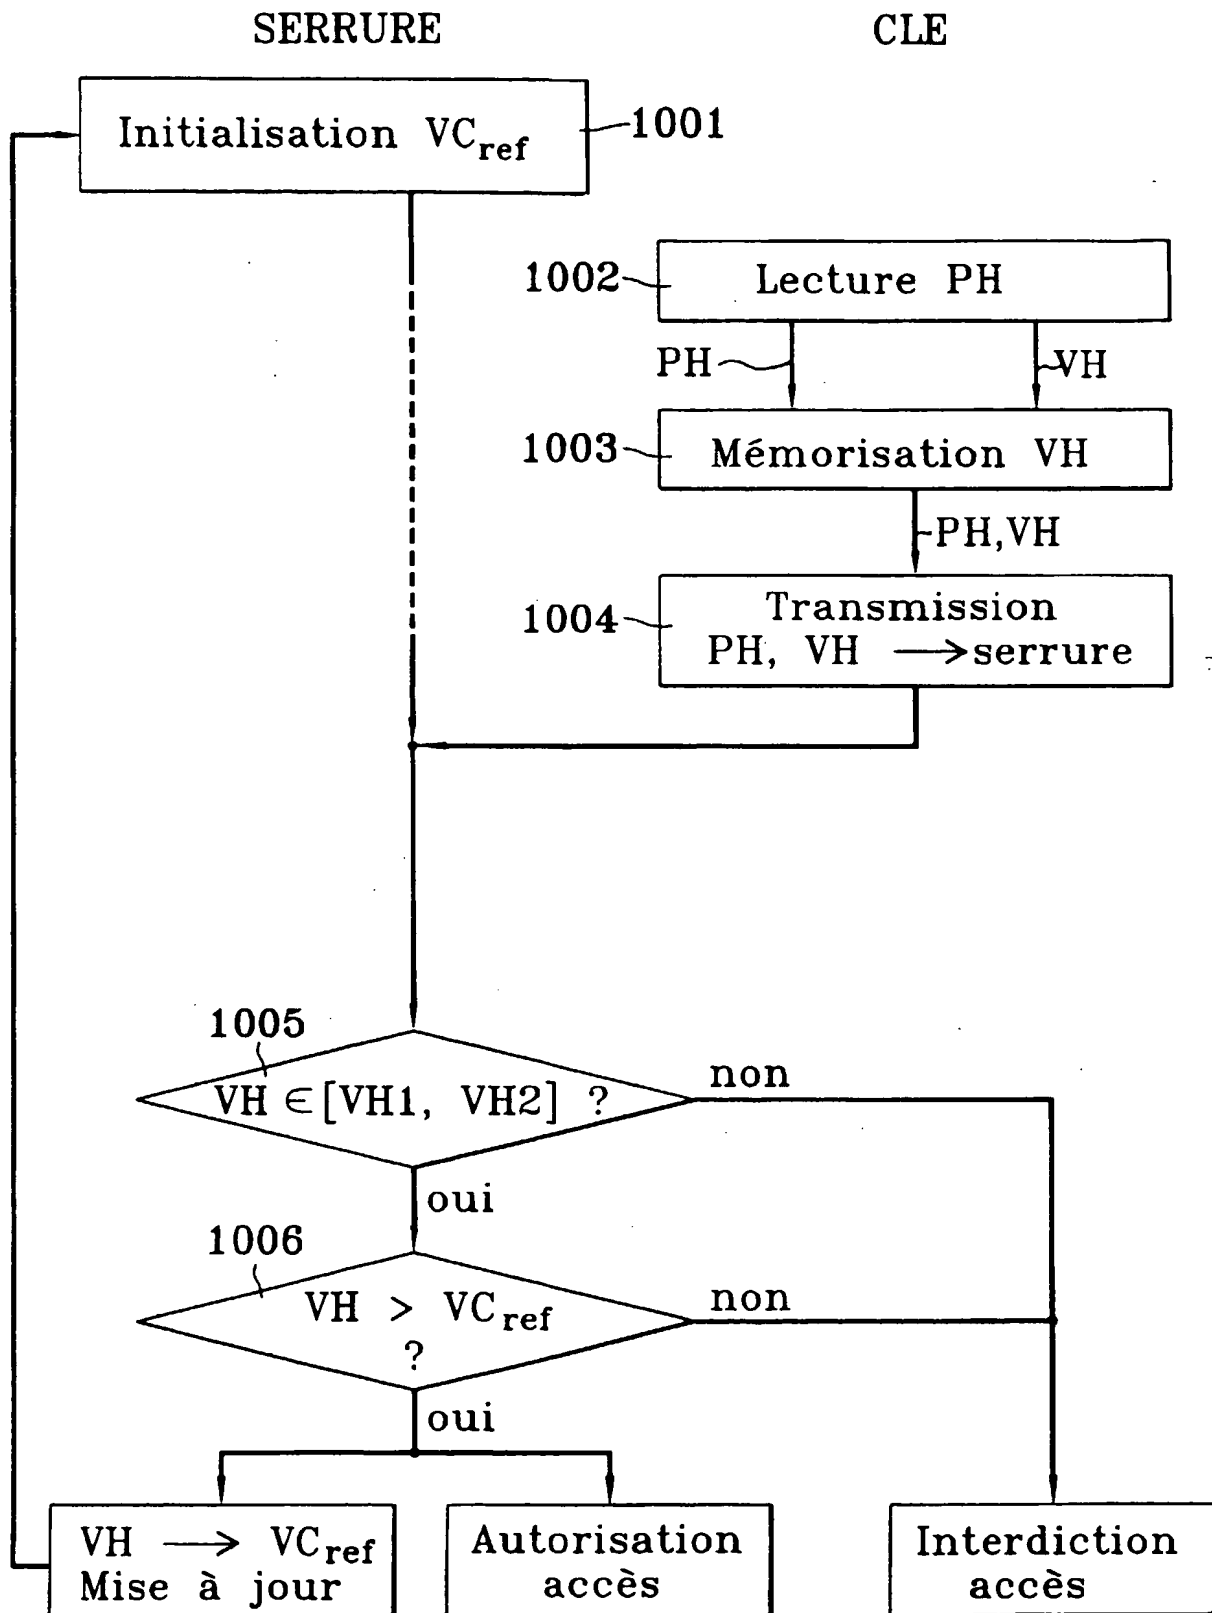 SERRURE
CLE
Initialisation VCref
1001
1002
Lecture PH
PH
VH
1003
Mémorisation VH
PH,VH
1004
Transmission
PH, VH → serrure
1005
VH ∈ [VH1, VH2] ?
non
oui
1006
VH > VCref
?
non
oui
VH → VCref
Mise à jour
Autorisation
accès
Interdiction
accès